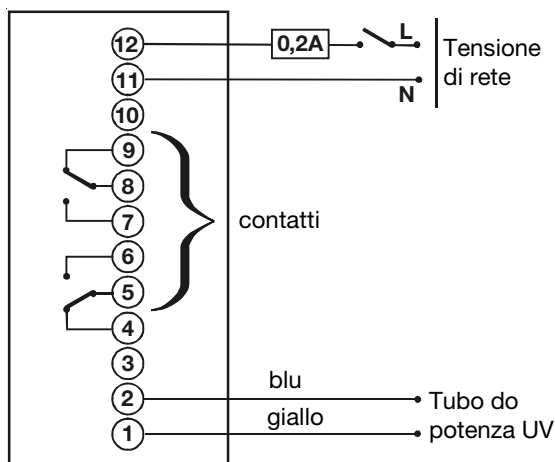 12
0,2A
L
Tensione
di rete
11
N
10
9
8
7
contatti
6
5
4
3
2
blu
Tubo do
potenza UV
1
giallo